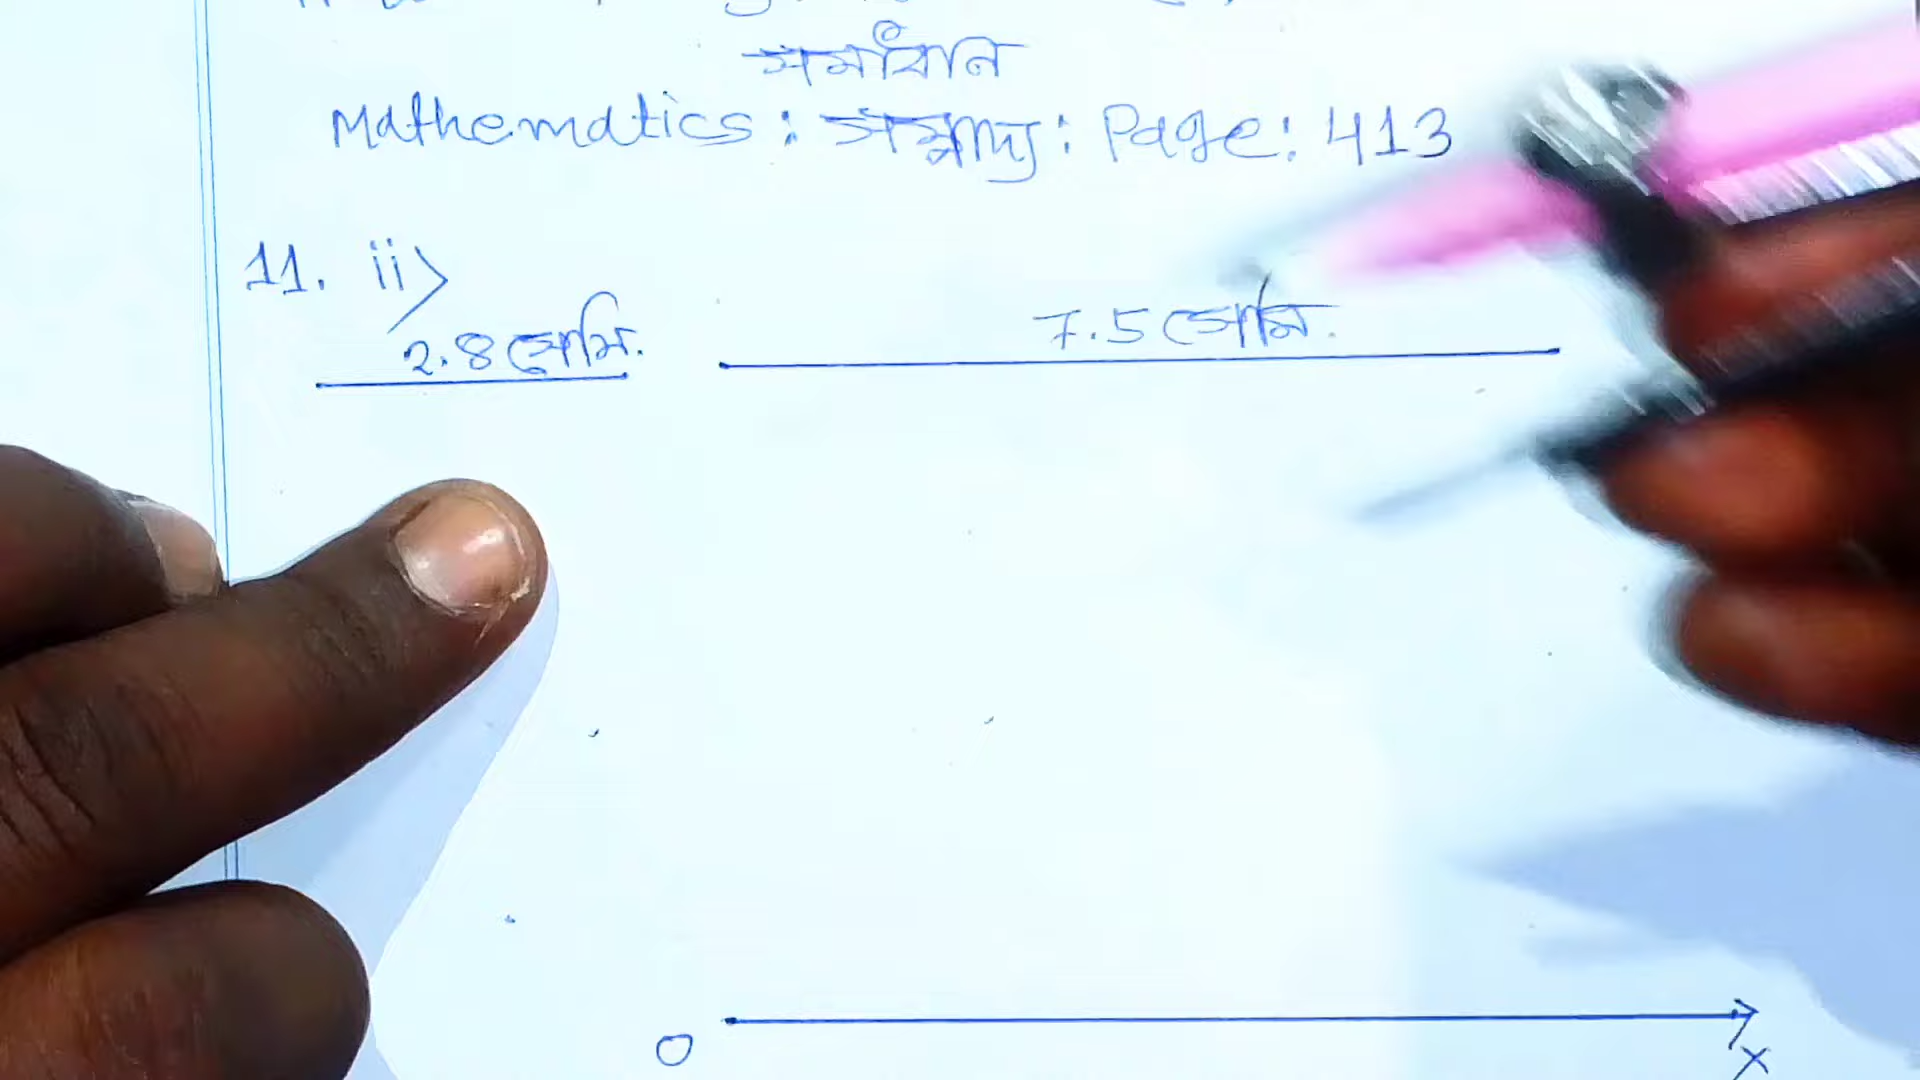 সমাধান
Mathematics: সম্পাদ্য: Page: 413
11. ii>
2.8 সেমি. 7.5 সেমি.
O
X